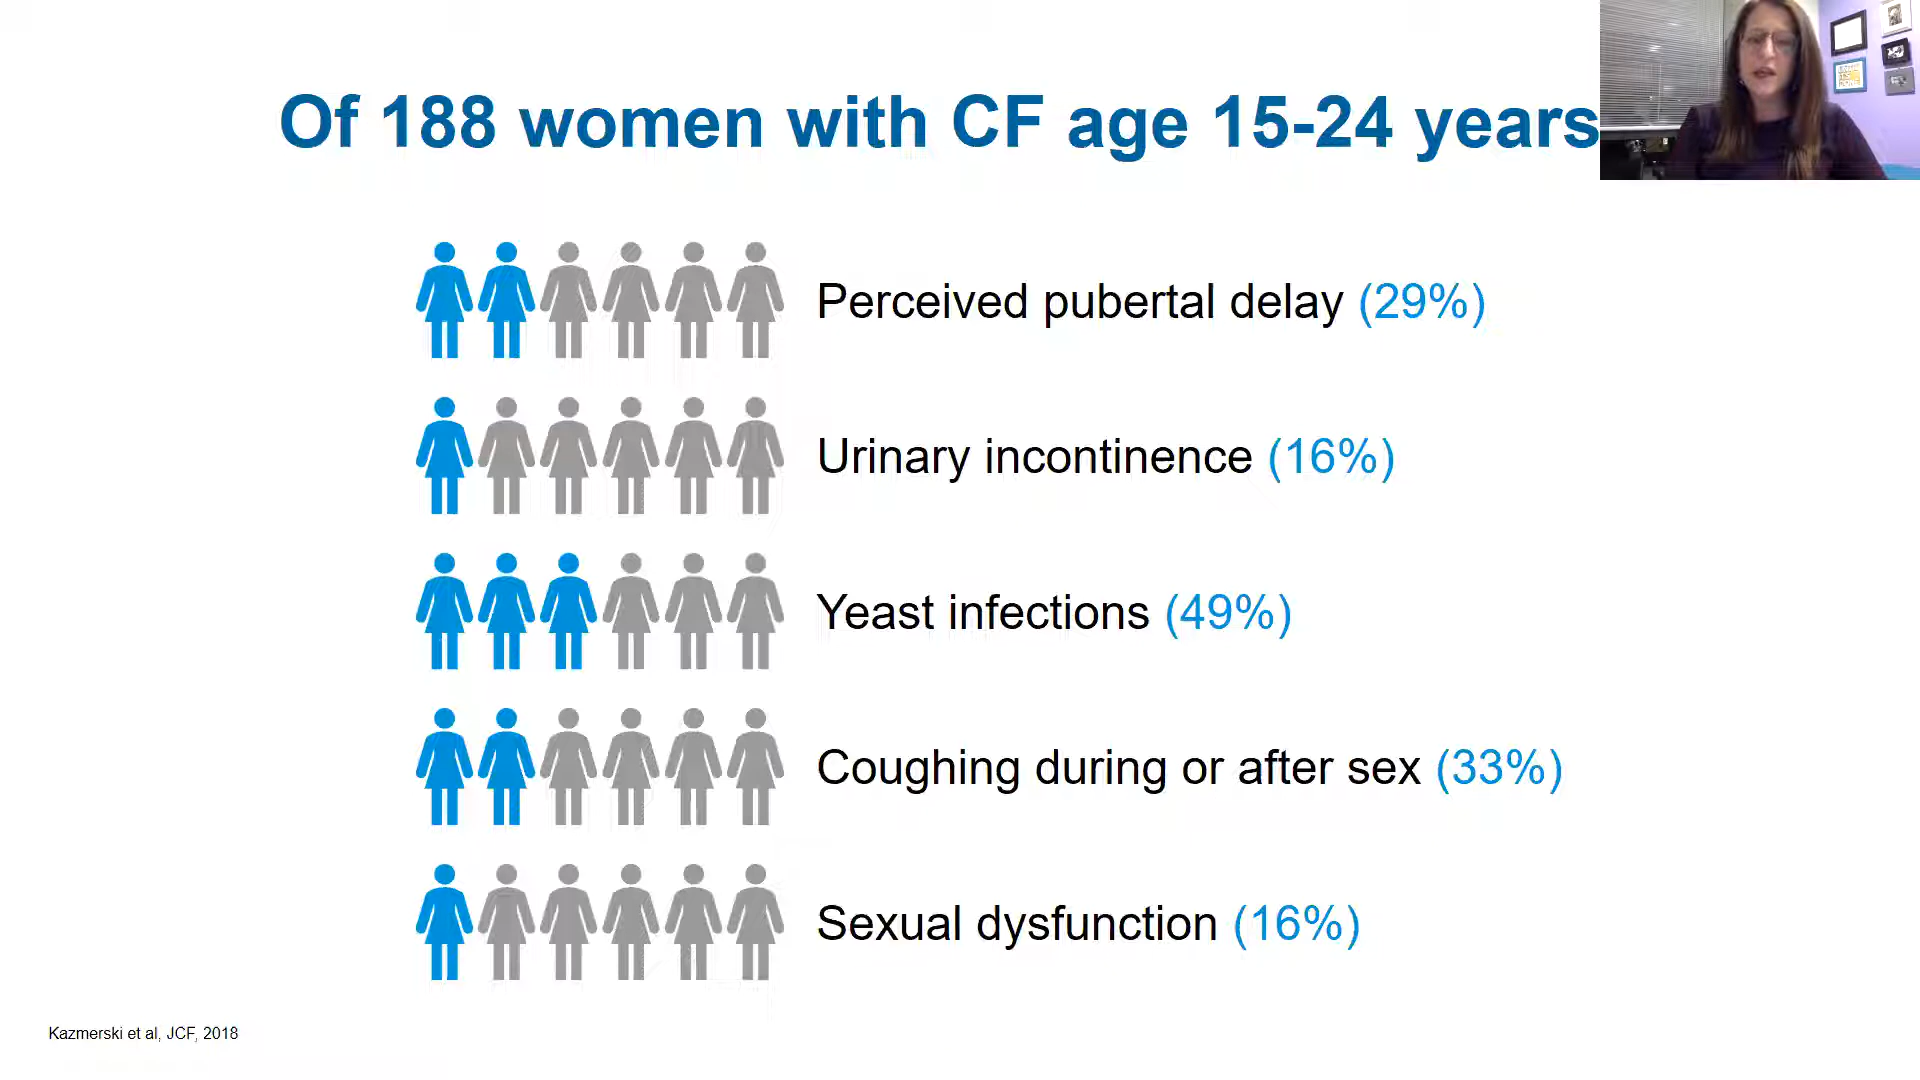 Of 188 women with CF age 15-24 years
Perceived pubertal delay (29%)
Urinary incontinence (16%)
Yeast infections (49%)
Coughing during or after sex (33%)
Sexual dysfunction (16%)
Kazmerski et al, JCF, 2018